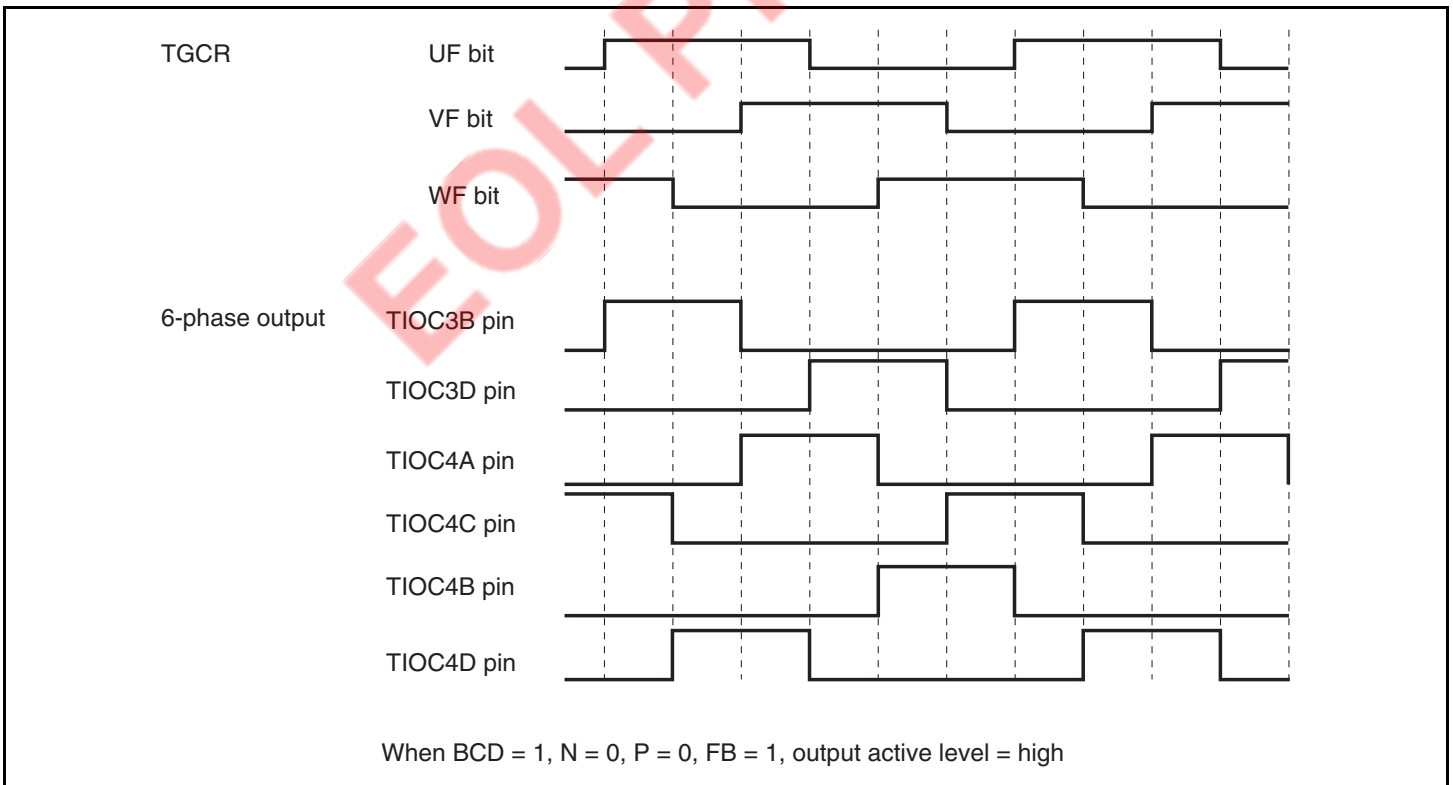 TGCR UF bit
VF bit
WF bit
6-phase output TIOC3B pin
TIOC3D pin
TIOC4A pin
TIOC4C pin
TIOC4B pin
TIOC4D pin
When BCD = 1, N = 0, P = 0, FB = 1, output active level = high
EOL P